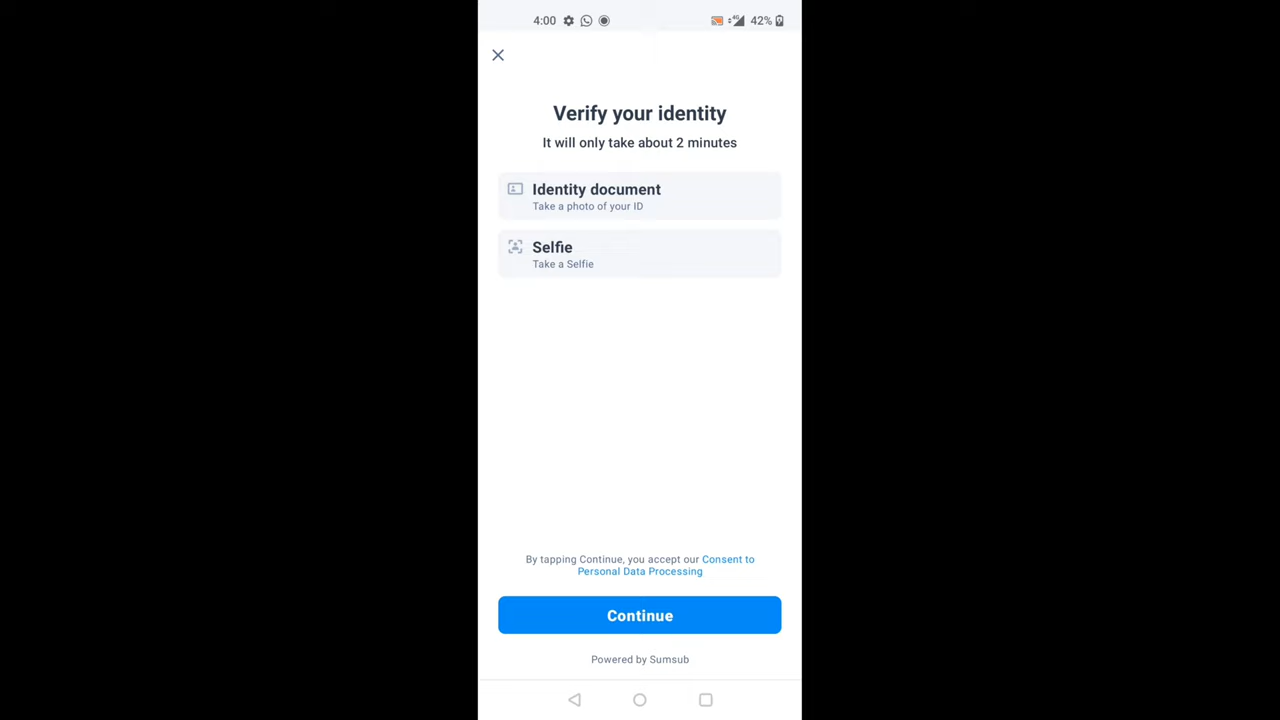 4:00 4G 42%
Verify your identity
It will only take about 2 minutes
Identity document
Take a photo of your ID
Selfie
Take a Selfie
By tapping Continue, you accept our Consent to
Personal Data Processing
Continue
Powered by Sumsub